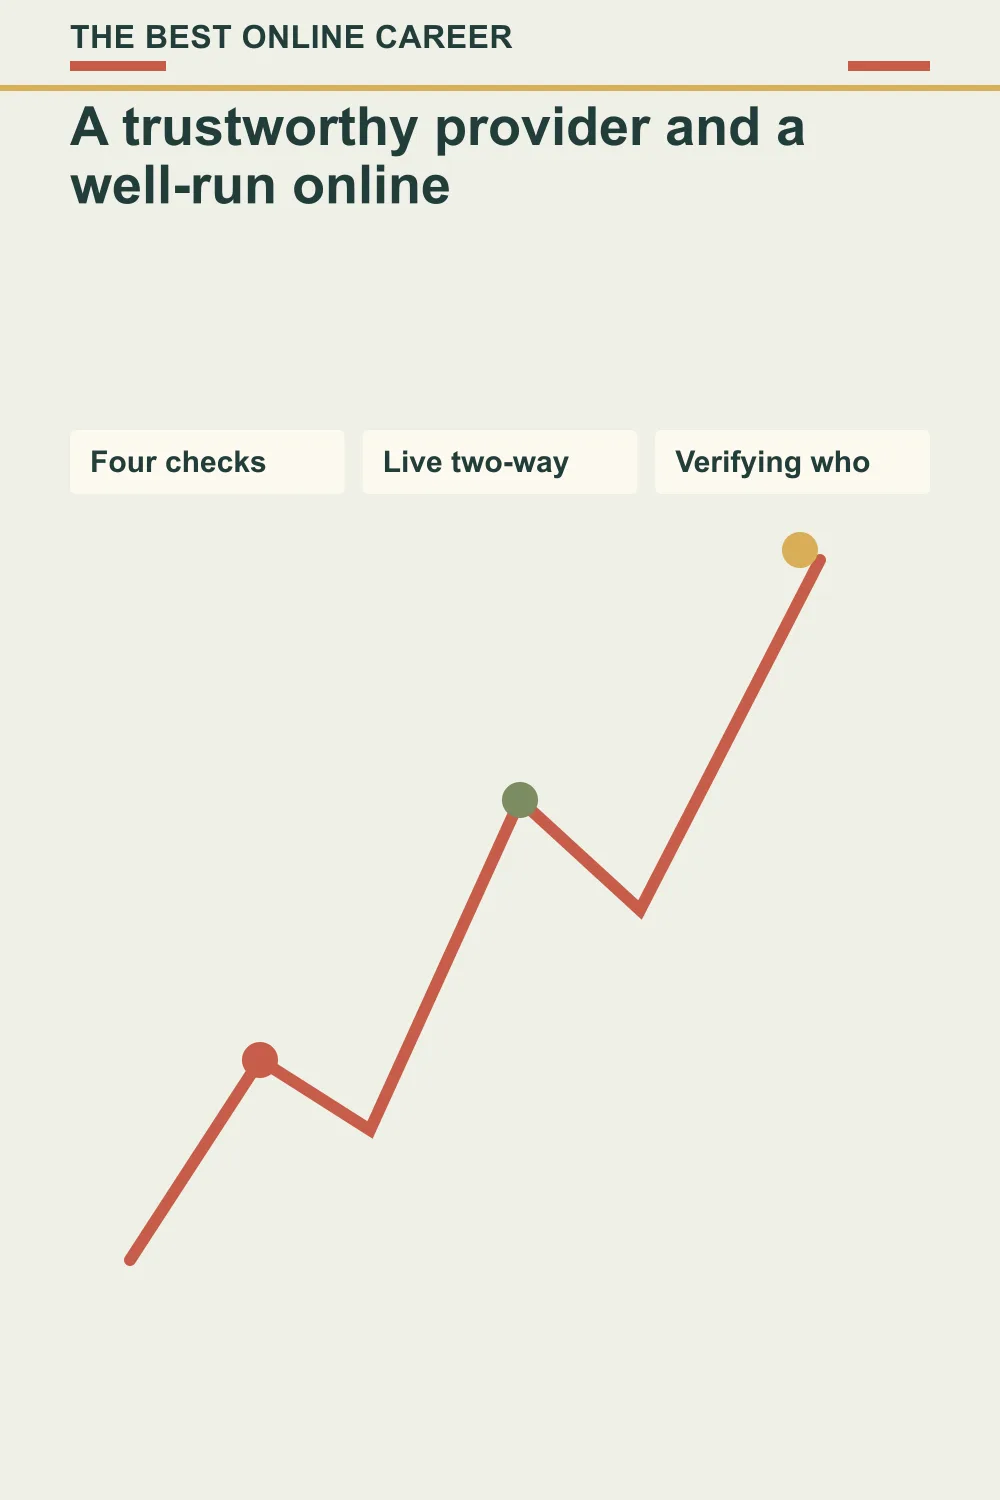 THE BEST ONLINE CAREER
A trustworthy provider and a
well-run online
Four checks
Live two-way
Verifying who